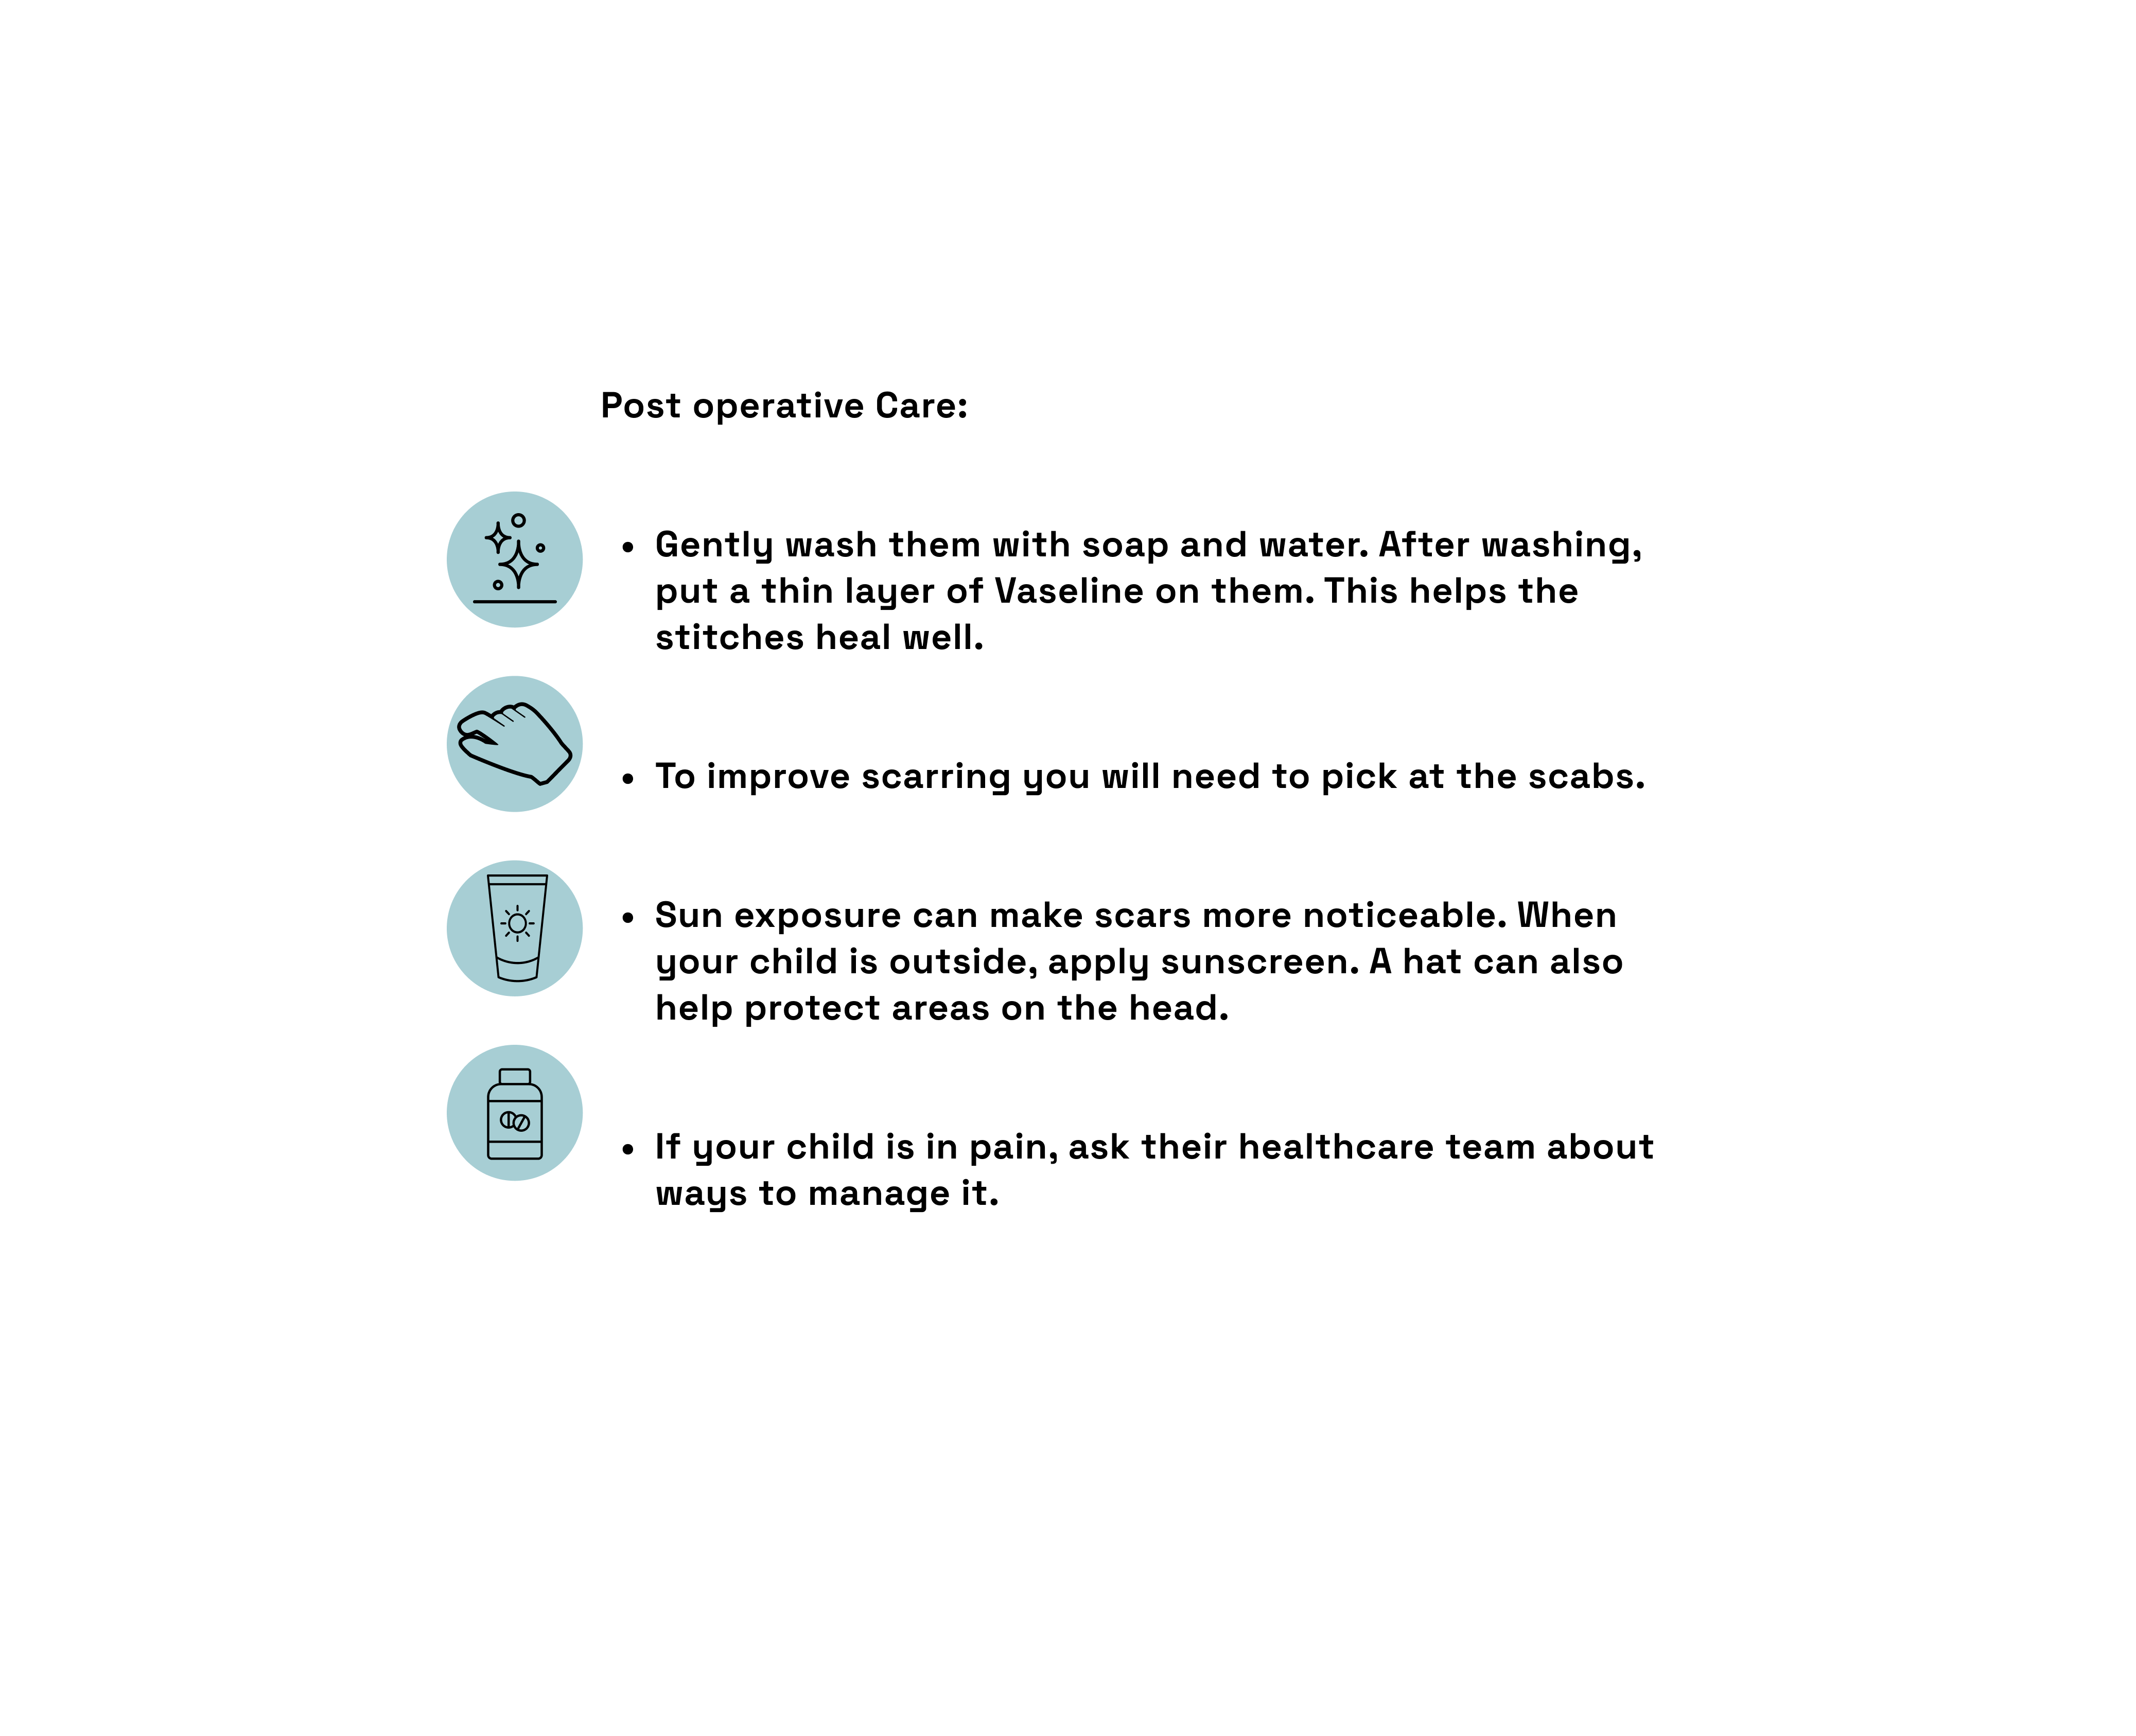 Post operative Care:
• Gently wash them with soap and water. After washing,
put a thin layer of Vaseline on them. This helps the
stitches heal well.
• To improve scarring you will need to pick at the scabs.
• Sun exposure can make scars more noticeable. When
your child is outside, apply sunscreen. A hat can also
help protect areas on the head.
• If your child is in pain, ask their healthcare team about
ways to manage it.